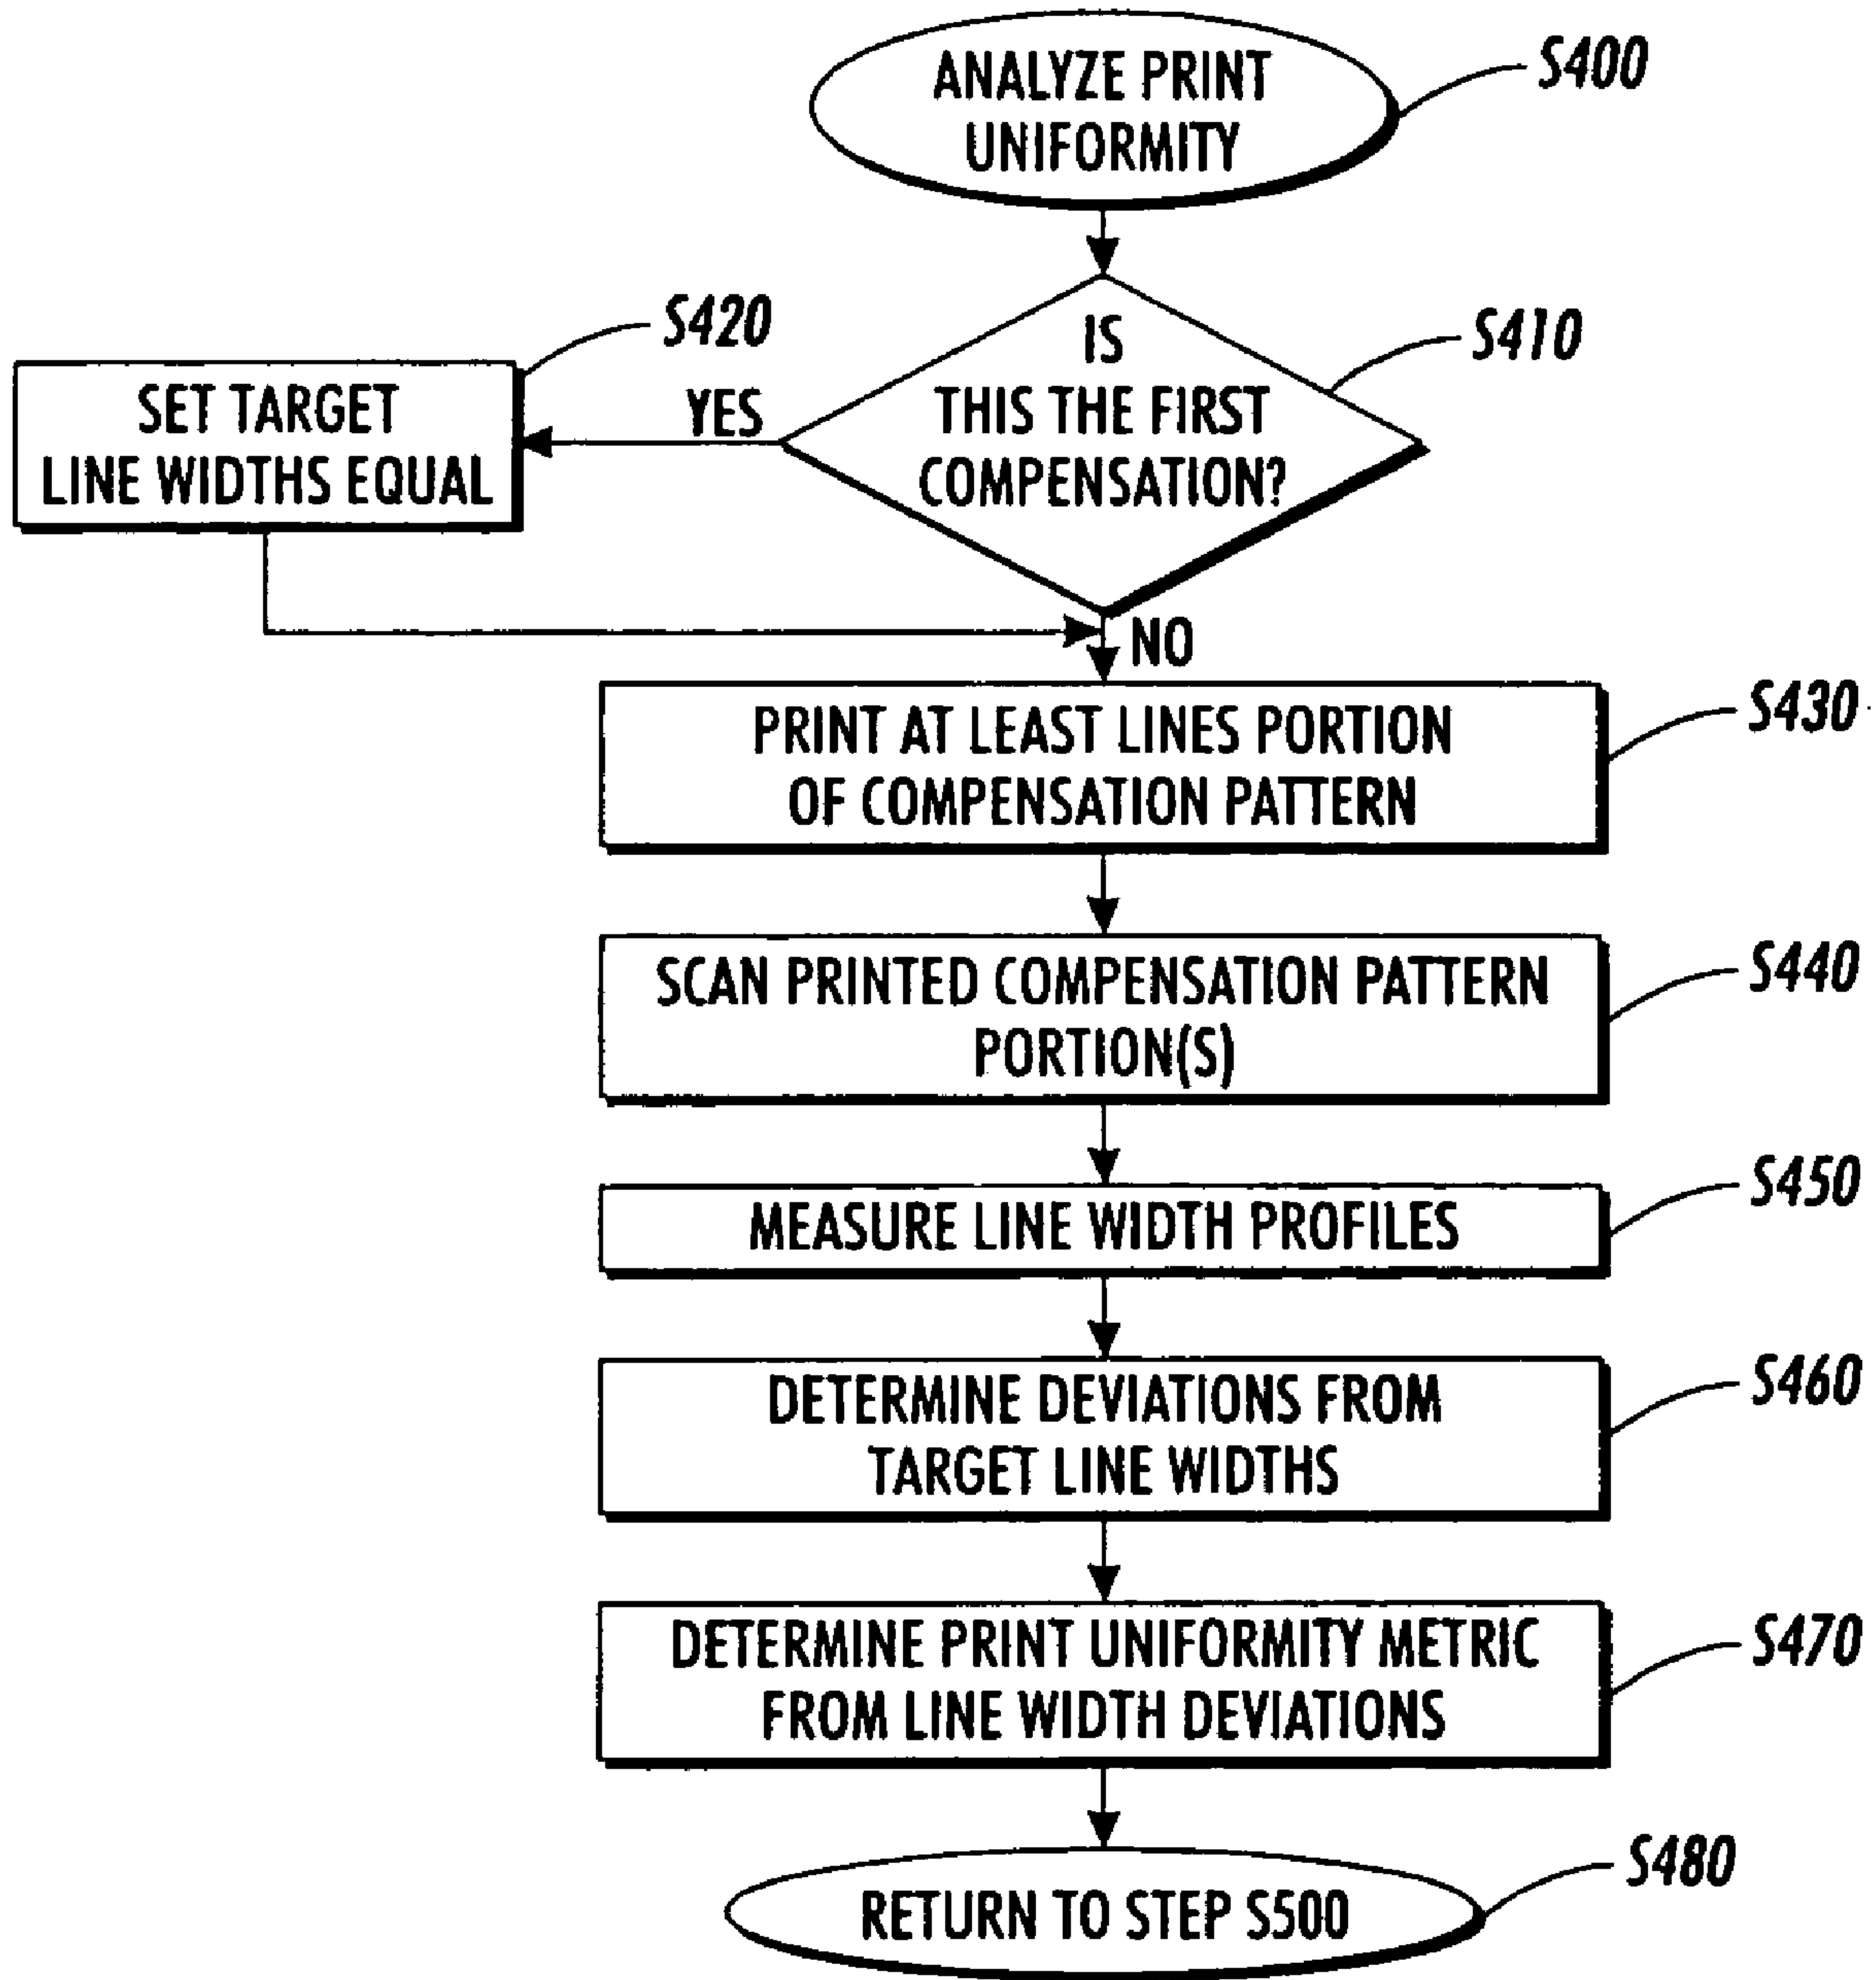 ANALYZE PRINT
UNIFORMITY
S400
IS
THIS THE FIRST
COMPENSATION?
S410
YES
S420
SET TARGET
LINE WIDTHS EQUAL
NO
PRINT AT LEAST LINES PORTION
OF COMPENSATION PATTERN
S430
SCAN PRINTED COMPENSATION PATTERN
PORTION(S)
S440
MEASURE LINE WIDTH PROFILES
S450
DETERMINE DEVIATIONS FROM
TARGET LINE WIDTHS
S460
DETERMINE PRINT UNIFORMITY METRIC
FROM LINE WIDTH DEVIATIONS
S470
RETURN TO STEP S500
S480